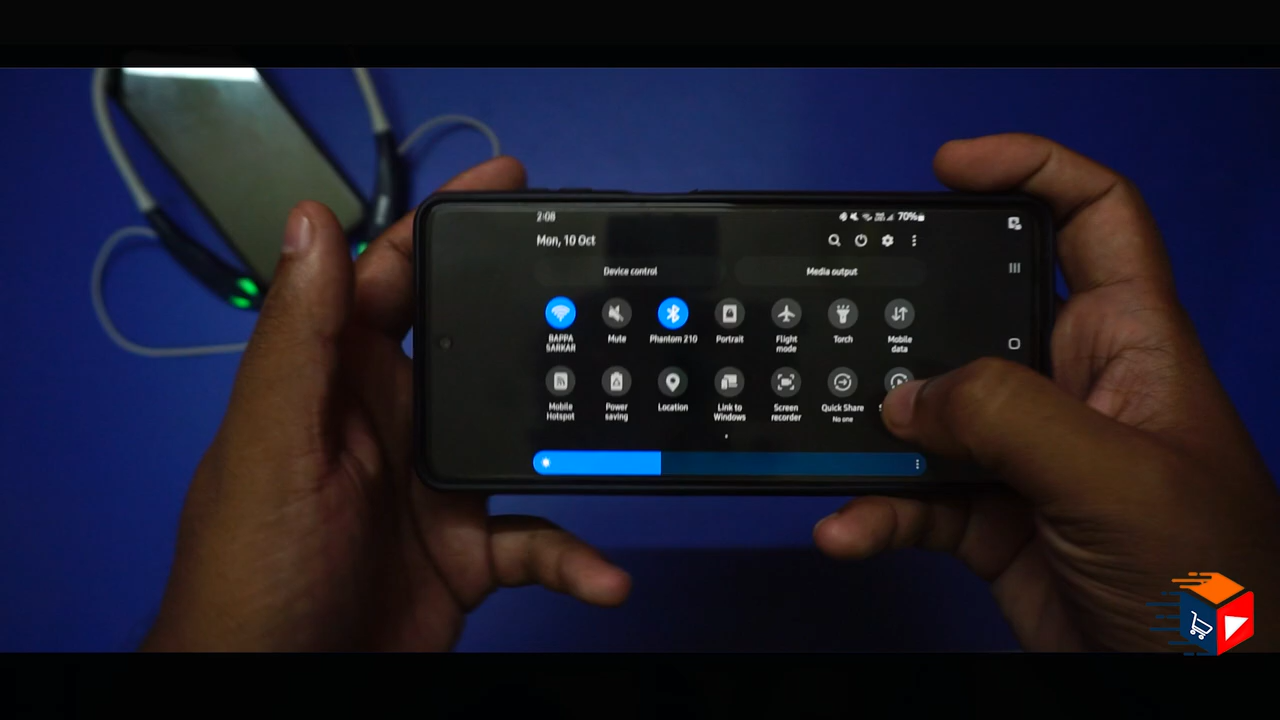 2:08
70%
Mon, 10 Oct
Device control
Media output
BAPPA
SARKAR
Mute
Phantom 210
Portrait
Flight
mode
Torch
Mobile
data
Mobile
Hotspot
Power
saving
Location
Link to
Windows
Screen
recorder
Quick Share
No one